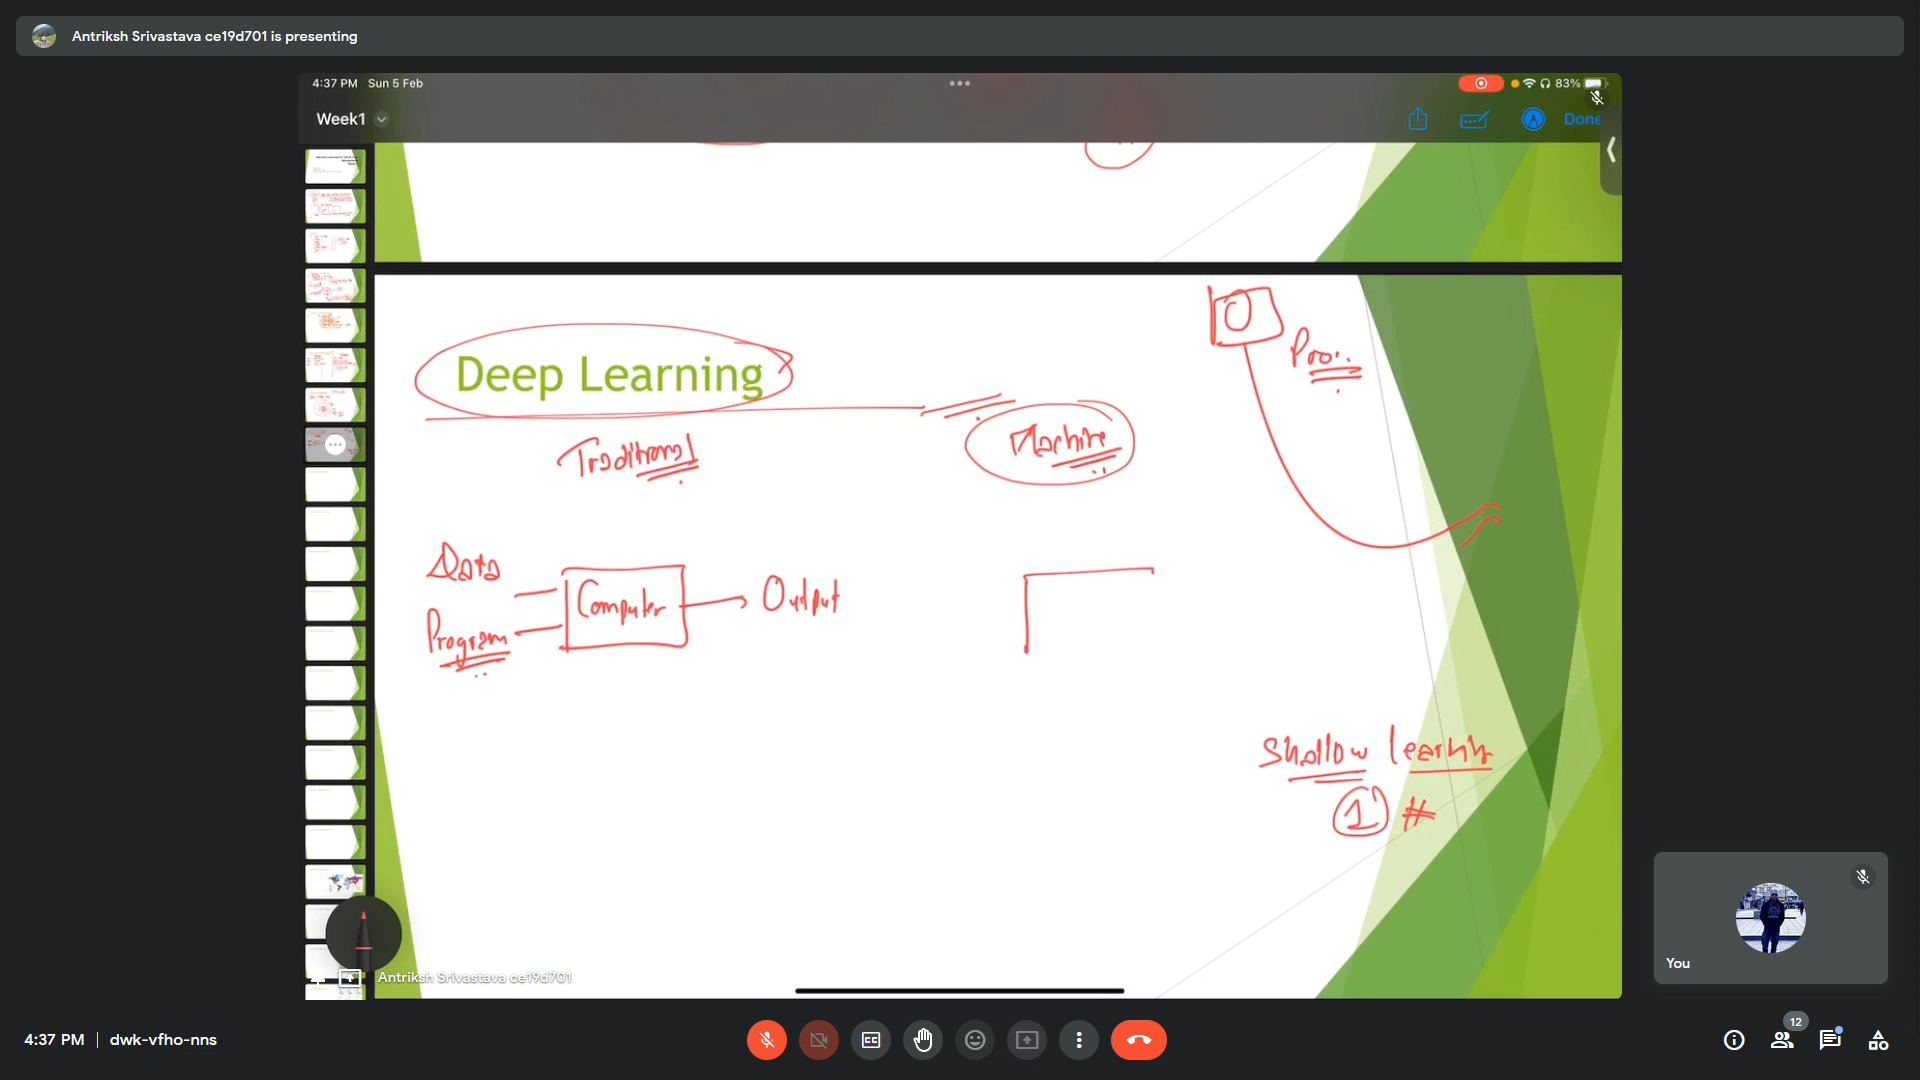 Antriksh Srivastava ce19d701 is presenting
4:37 PM Sun 5 Feb
83%
Week1
Done
Deep Learning
Traditional
Machine
Data
Program
Computer
Output
Shallow learning
1 #
Antriksh Srivastava ce19d701
You
4:37 PM | dwk-vfho-nns
CC
12